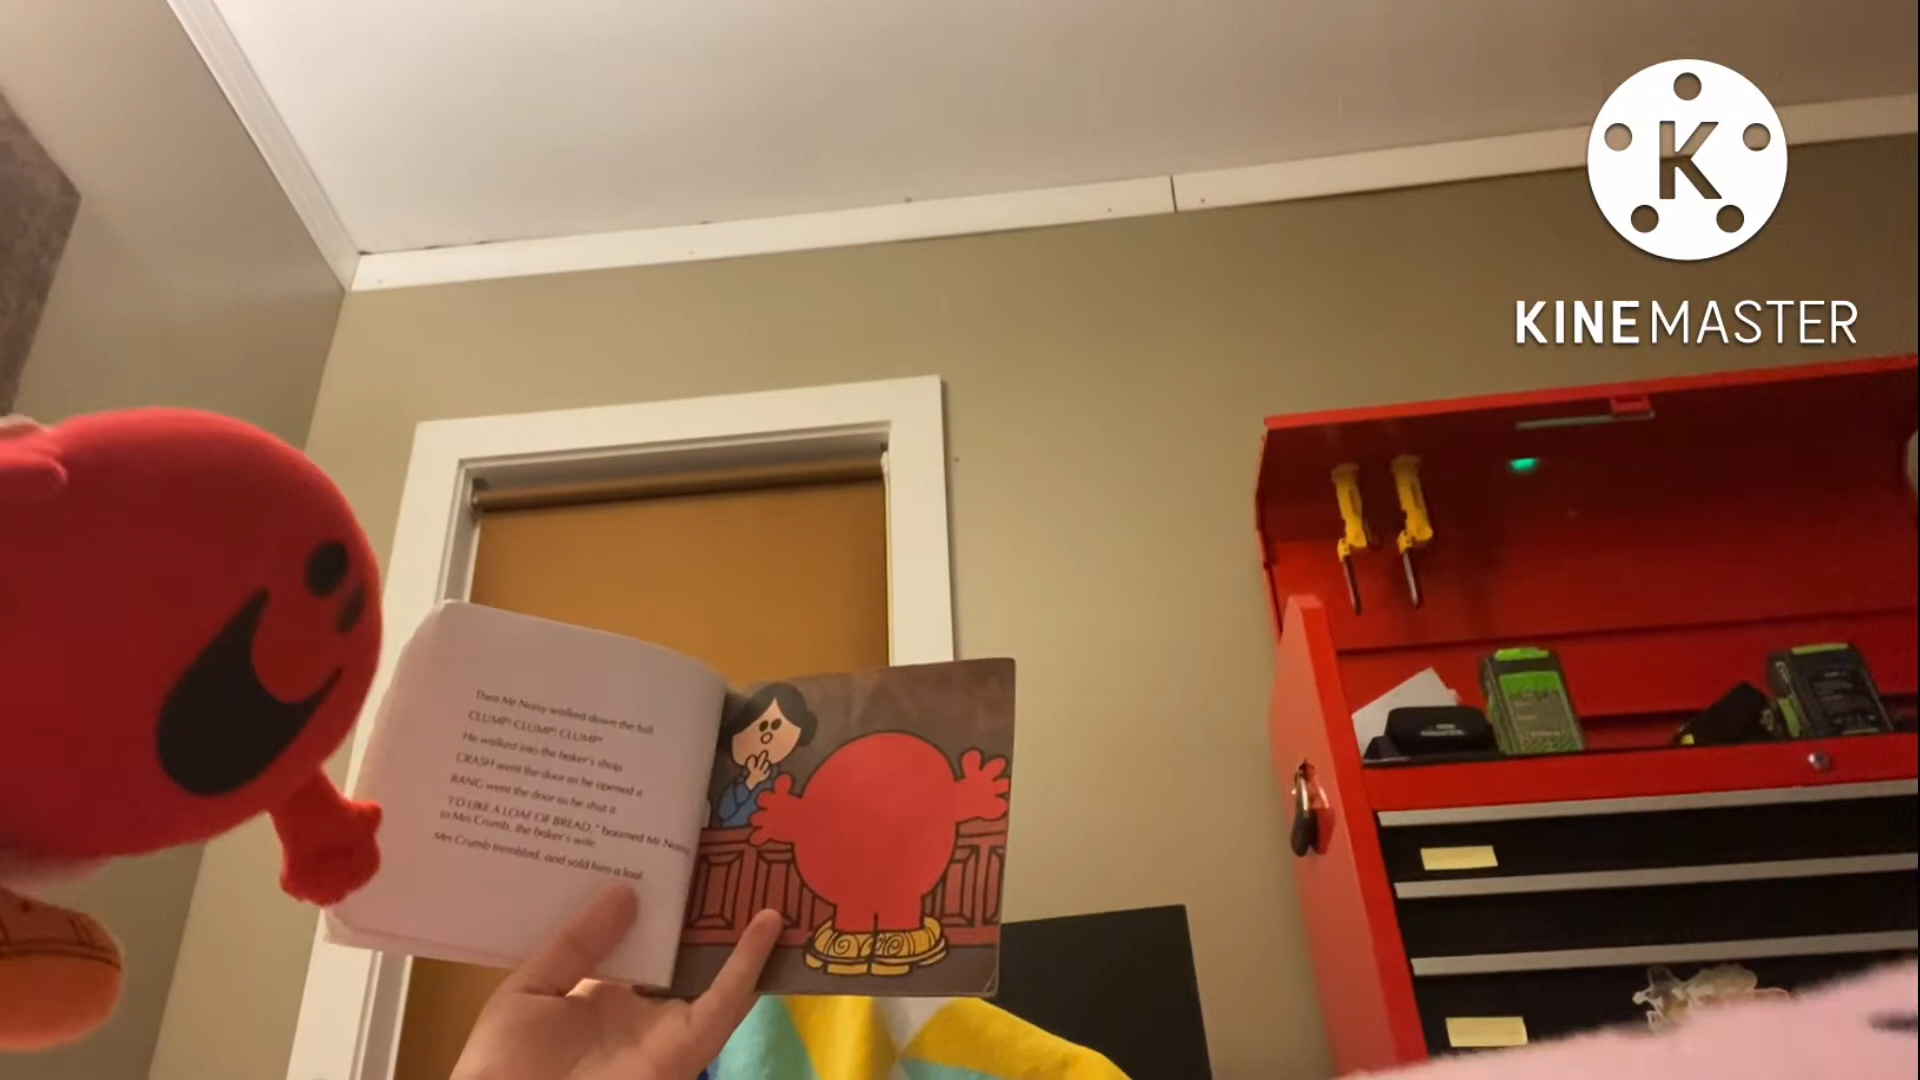 K
KINEMASTER
Then Mr Noisy walked down the hill.
CLUMP! CLUMP! CLUMP!
He walked into the baker's shop.
CRASH went the door as he opened it.
BANG went the door as he shut it.
"I'D LIKE A LOAF OF BREAD," boomed Mr Noisy
to Mrs Crumb, the baker's wife.
Mrs Crumb trembled, and sold him a loaf.